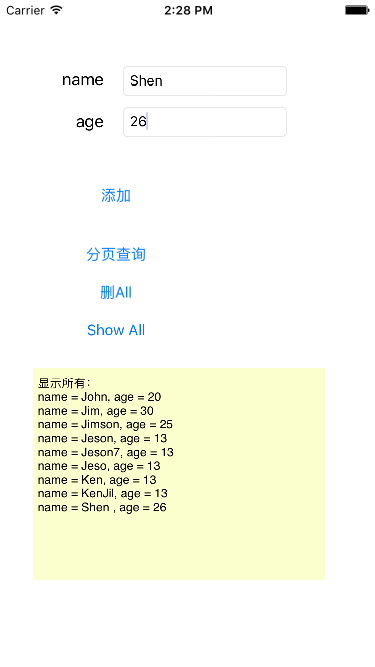 Carrier 2:28 PM
name Shen
age 26
添加
分页查询
删All
Show All
显示所有:
name = John, age = 20
name = Jim, age = 30
name = Jimson, age = 25
name = Jeson, age = 13
name = Jeson7, age = 13
name = Jeso, age = 13
name = Ken, age = 13
name = KenJil, age = 13
name = Shen , age = 26